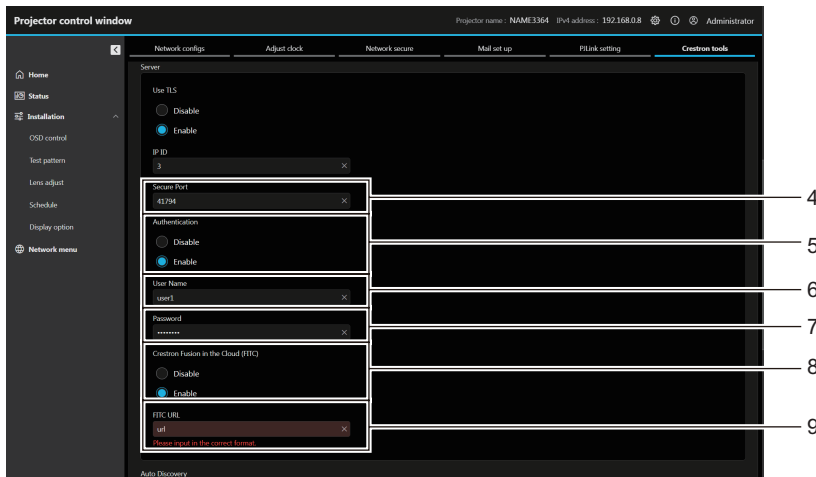 Projector control window
Projector name : NAME3364 IPv4 address : 192.168.0.8 Administrator
Network configs Adjust clock Network secure Mail set up PJLink setting Crestron tools
Home
Status
Installation
OSD control
Test pattern
Lens adjust
Schedule
Display option
Network menu
Server
Use TLS
Disable
Enable
IP ID
3
Secure Port
41794
Authentication
Disable
Enable
User Name
user1
Password
••••••••
Crestron Fusion in the Cloud (FITC)
Disable
Enable
FITC URL
url
Please input in the correct format.
Auto Discovery
4
5
6
7
8
9